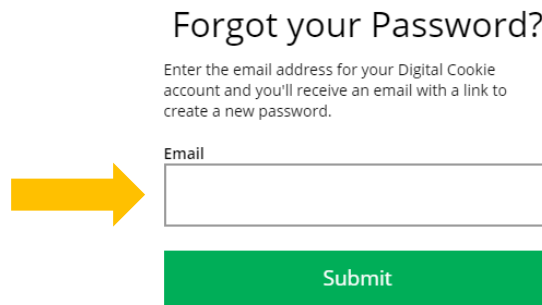 Forgot your Password?
Enter the email address for your Digital Cookie
account and you'll receive an email with a link to
create a new password.
Email
Submit